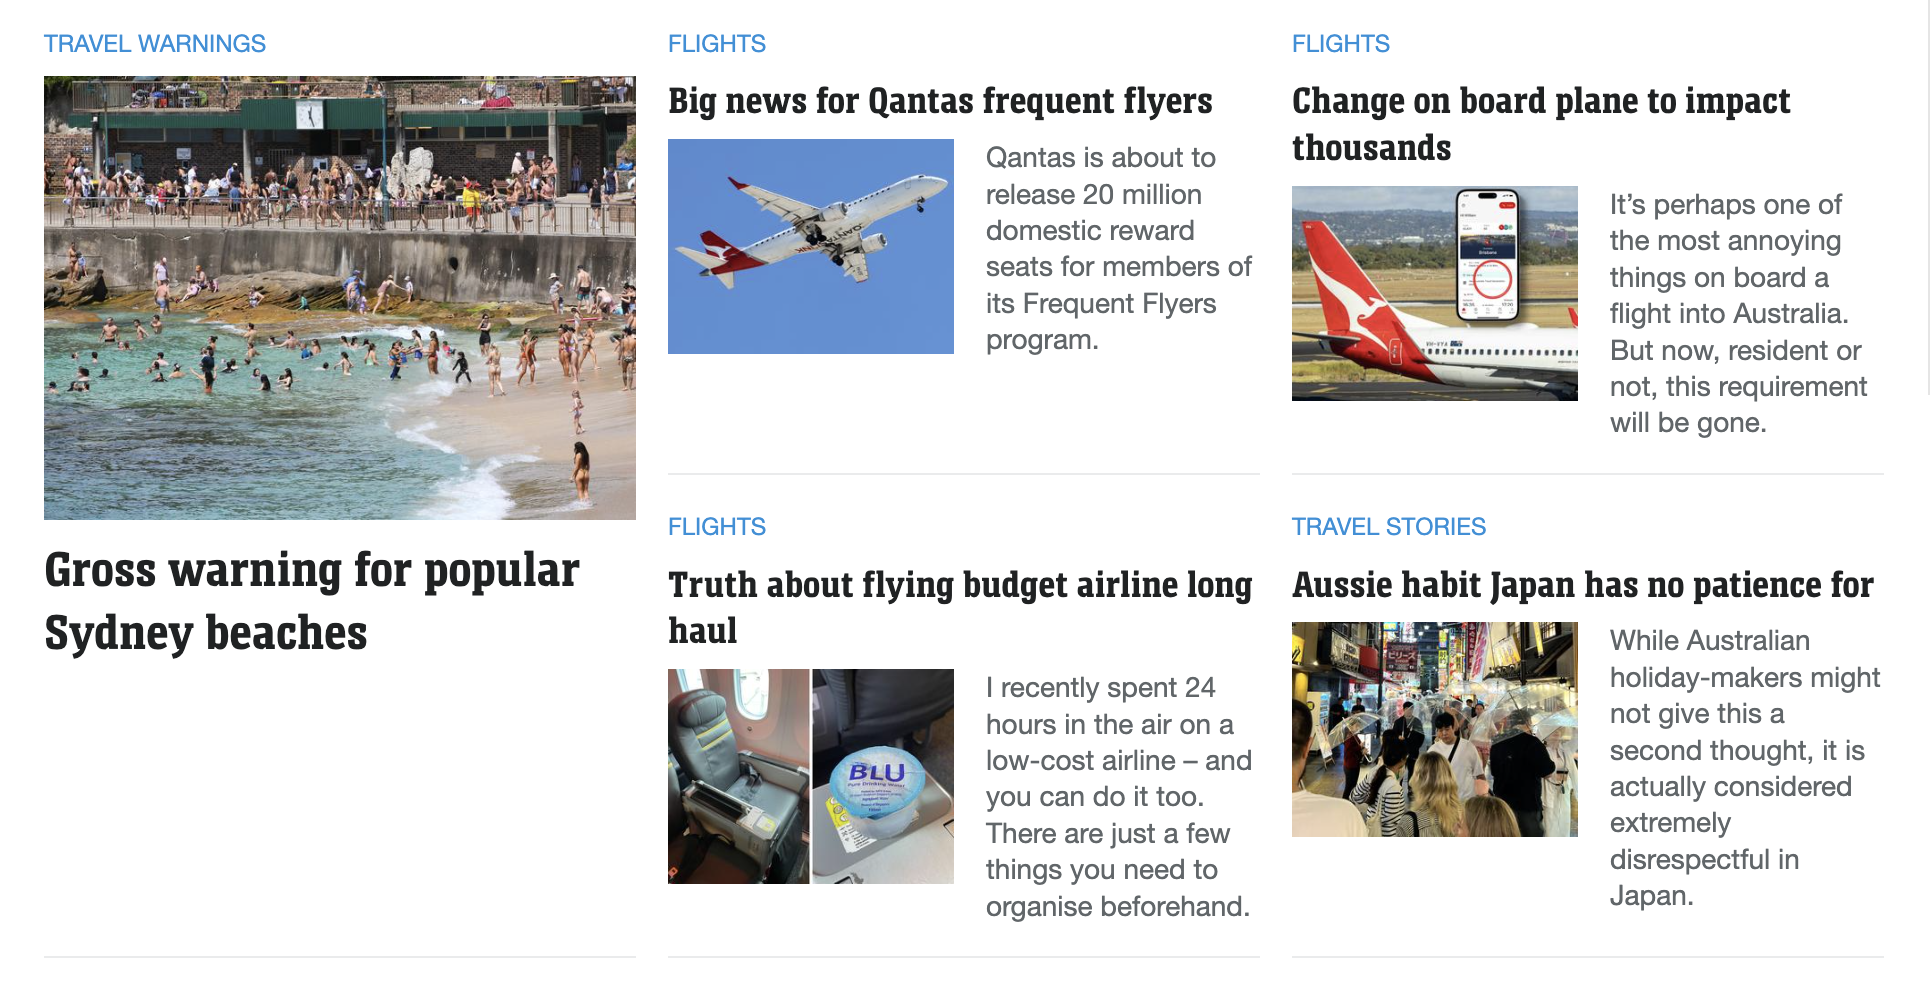 TRAVEL WARNINGS
Gross warning for popular
Sydney beaches
FLIGHTS
Big news for Qantas frequent flyers
Qantas is about to
release 20 million
domestic reward
seats for members of
its Frequent Flyers
program.
FLIGHTS
Change on board plane to impact
thousands
It’s perhaps one of
the most annoying
things on board a
flight into Australia.
But now, resident or
not, this requirement
will be gone.
FLIGHTS
Truth about flying budget airline long
haul
BLU
Pure Drinking Water
I recently spent 24
hours in the air on a
low-cost airline – and
you can do it too.
There are just a few
things you need to
organise beforehand.
TRAVEL STORIES
Aussie habit Japan has no patience for
While Australian
holiday-makers might
not give this a
second thought, it is
actually considered
extremely
disrespectful in
Japan.